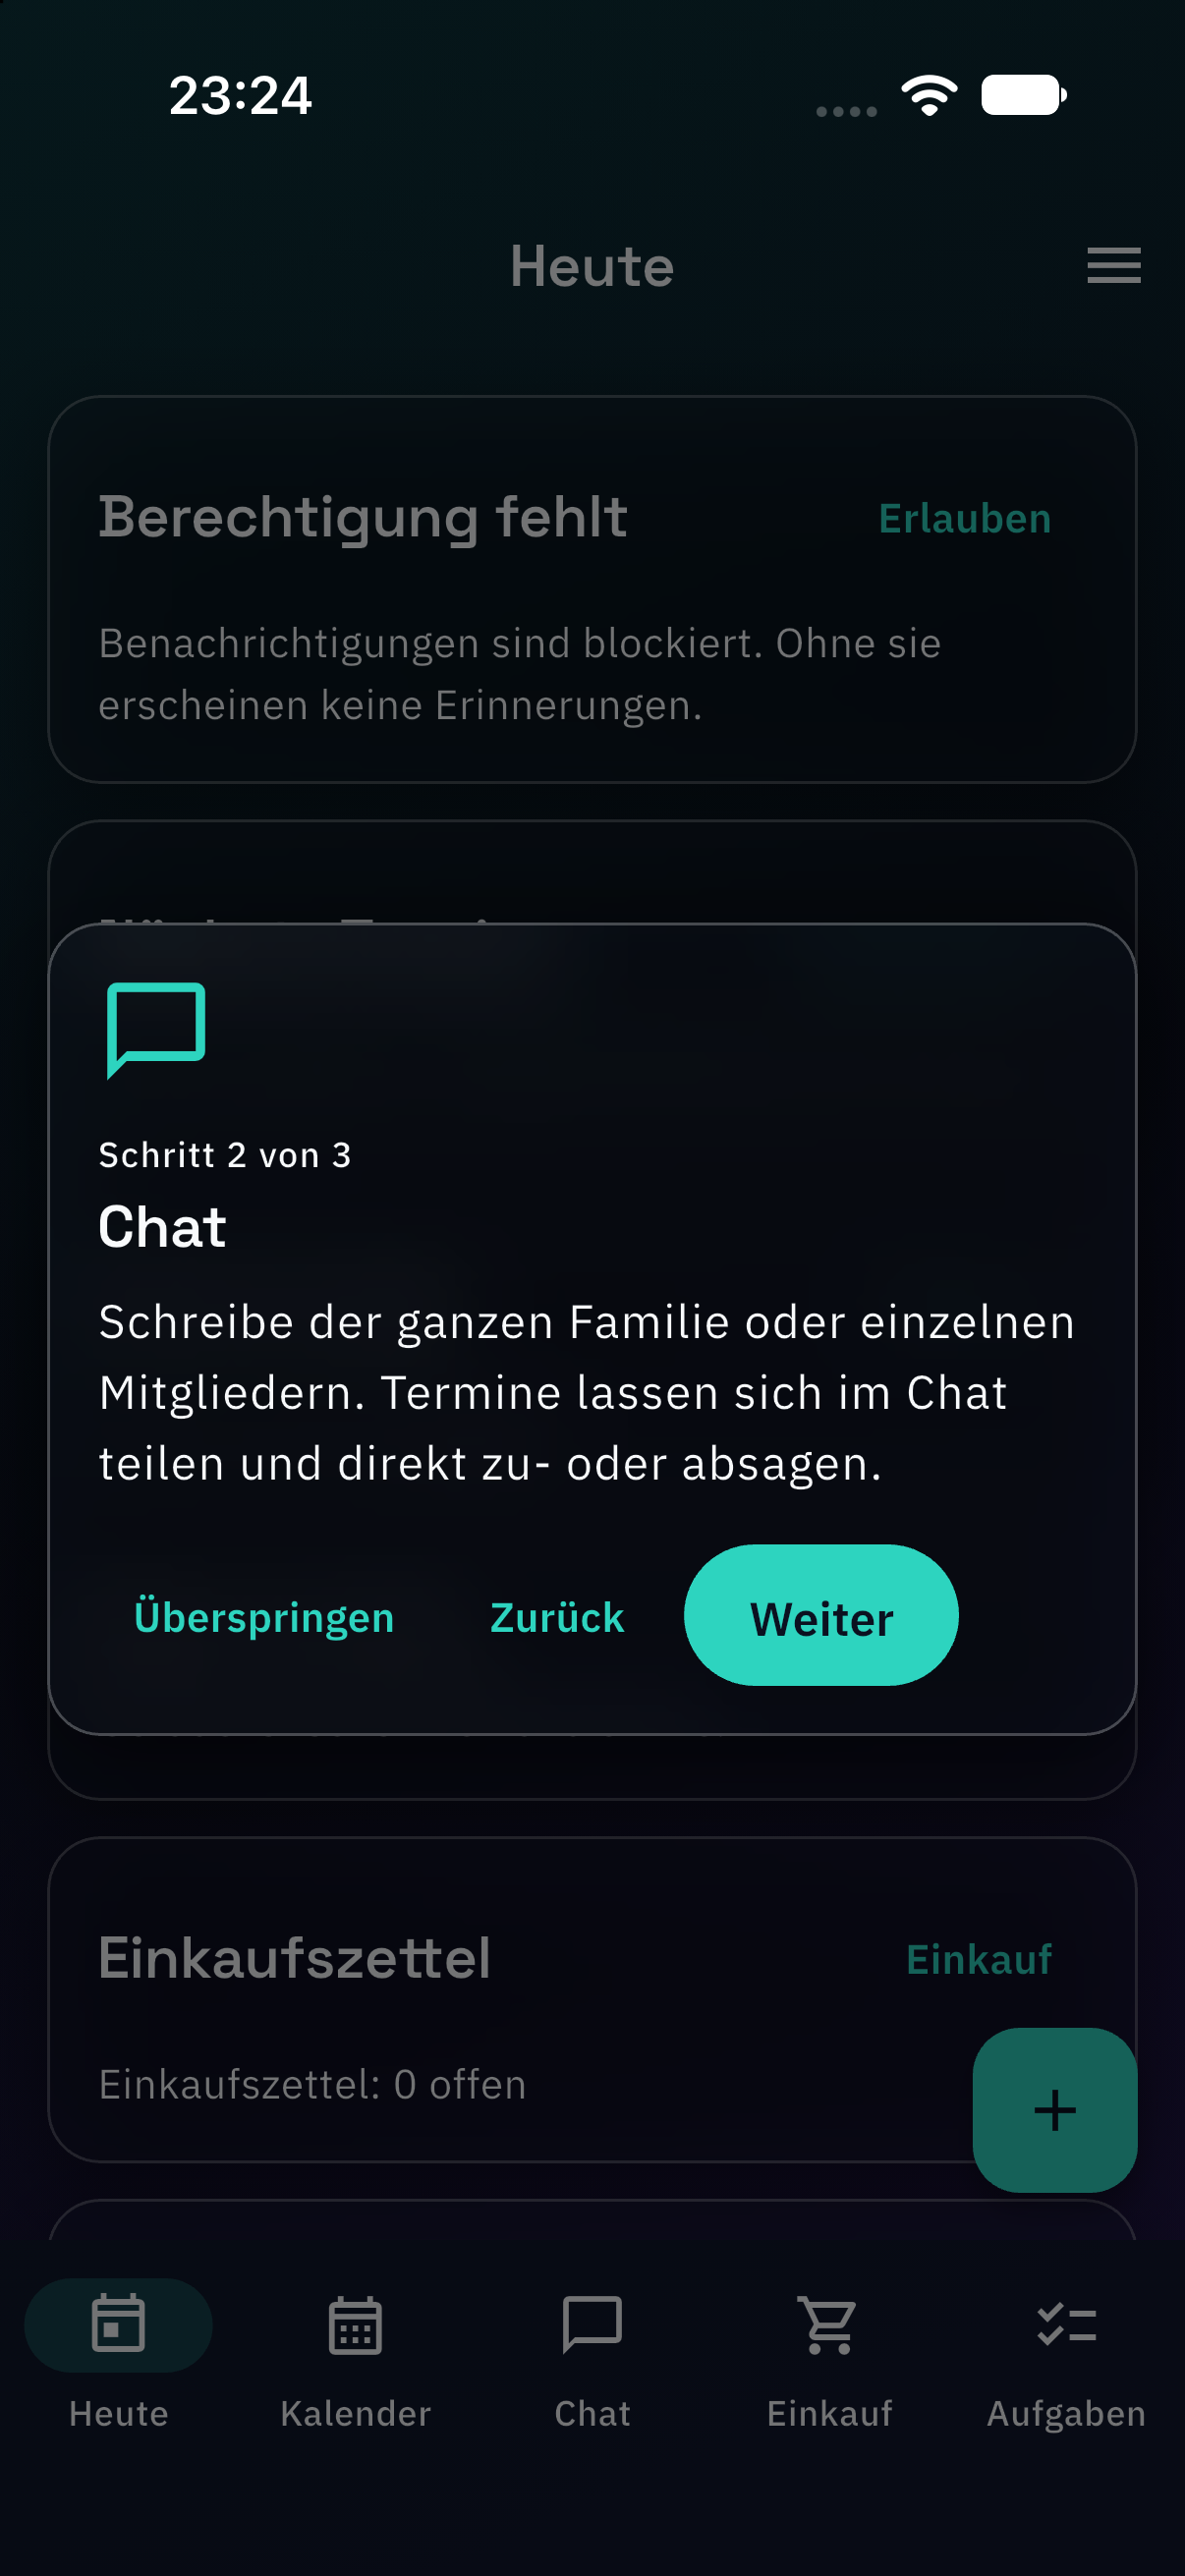 23:24
Heute
Berechtigung fehlt
Erlauben
Benachrichtigungen sind blockiert. Ohne sie
erscheinen keine Erinnerungen.
Schritt 2 von 3
Chat
Schreibe der ganzen Familie oder einzelnen
Mitgliedern. Termine lassen sich im Chat
teilen und direkt zu- oder absagen.
Überspringen
Zurück
Weiter
Einkaufszettel
Einkauf
Einkaufszettel: 0 offen
Heute
Kalender
Chat
Einkauf
Aufgaben